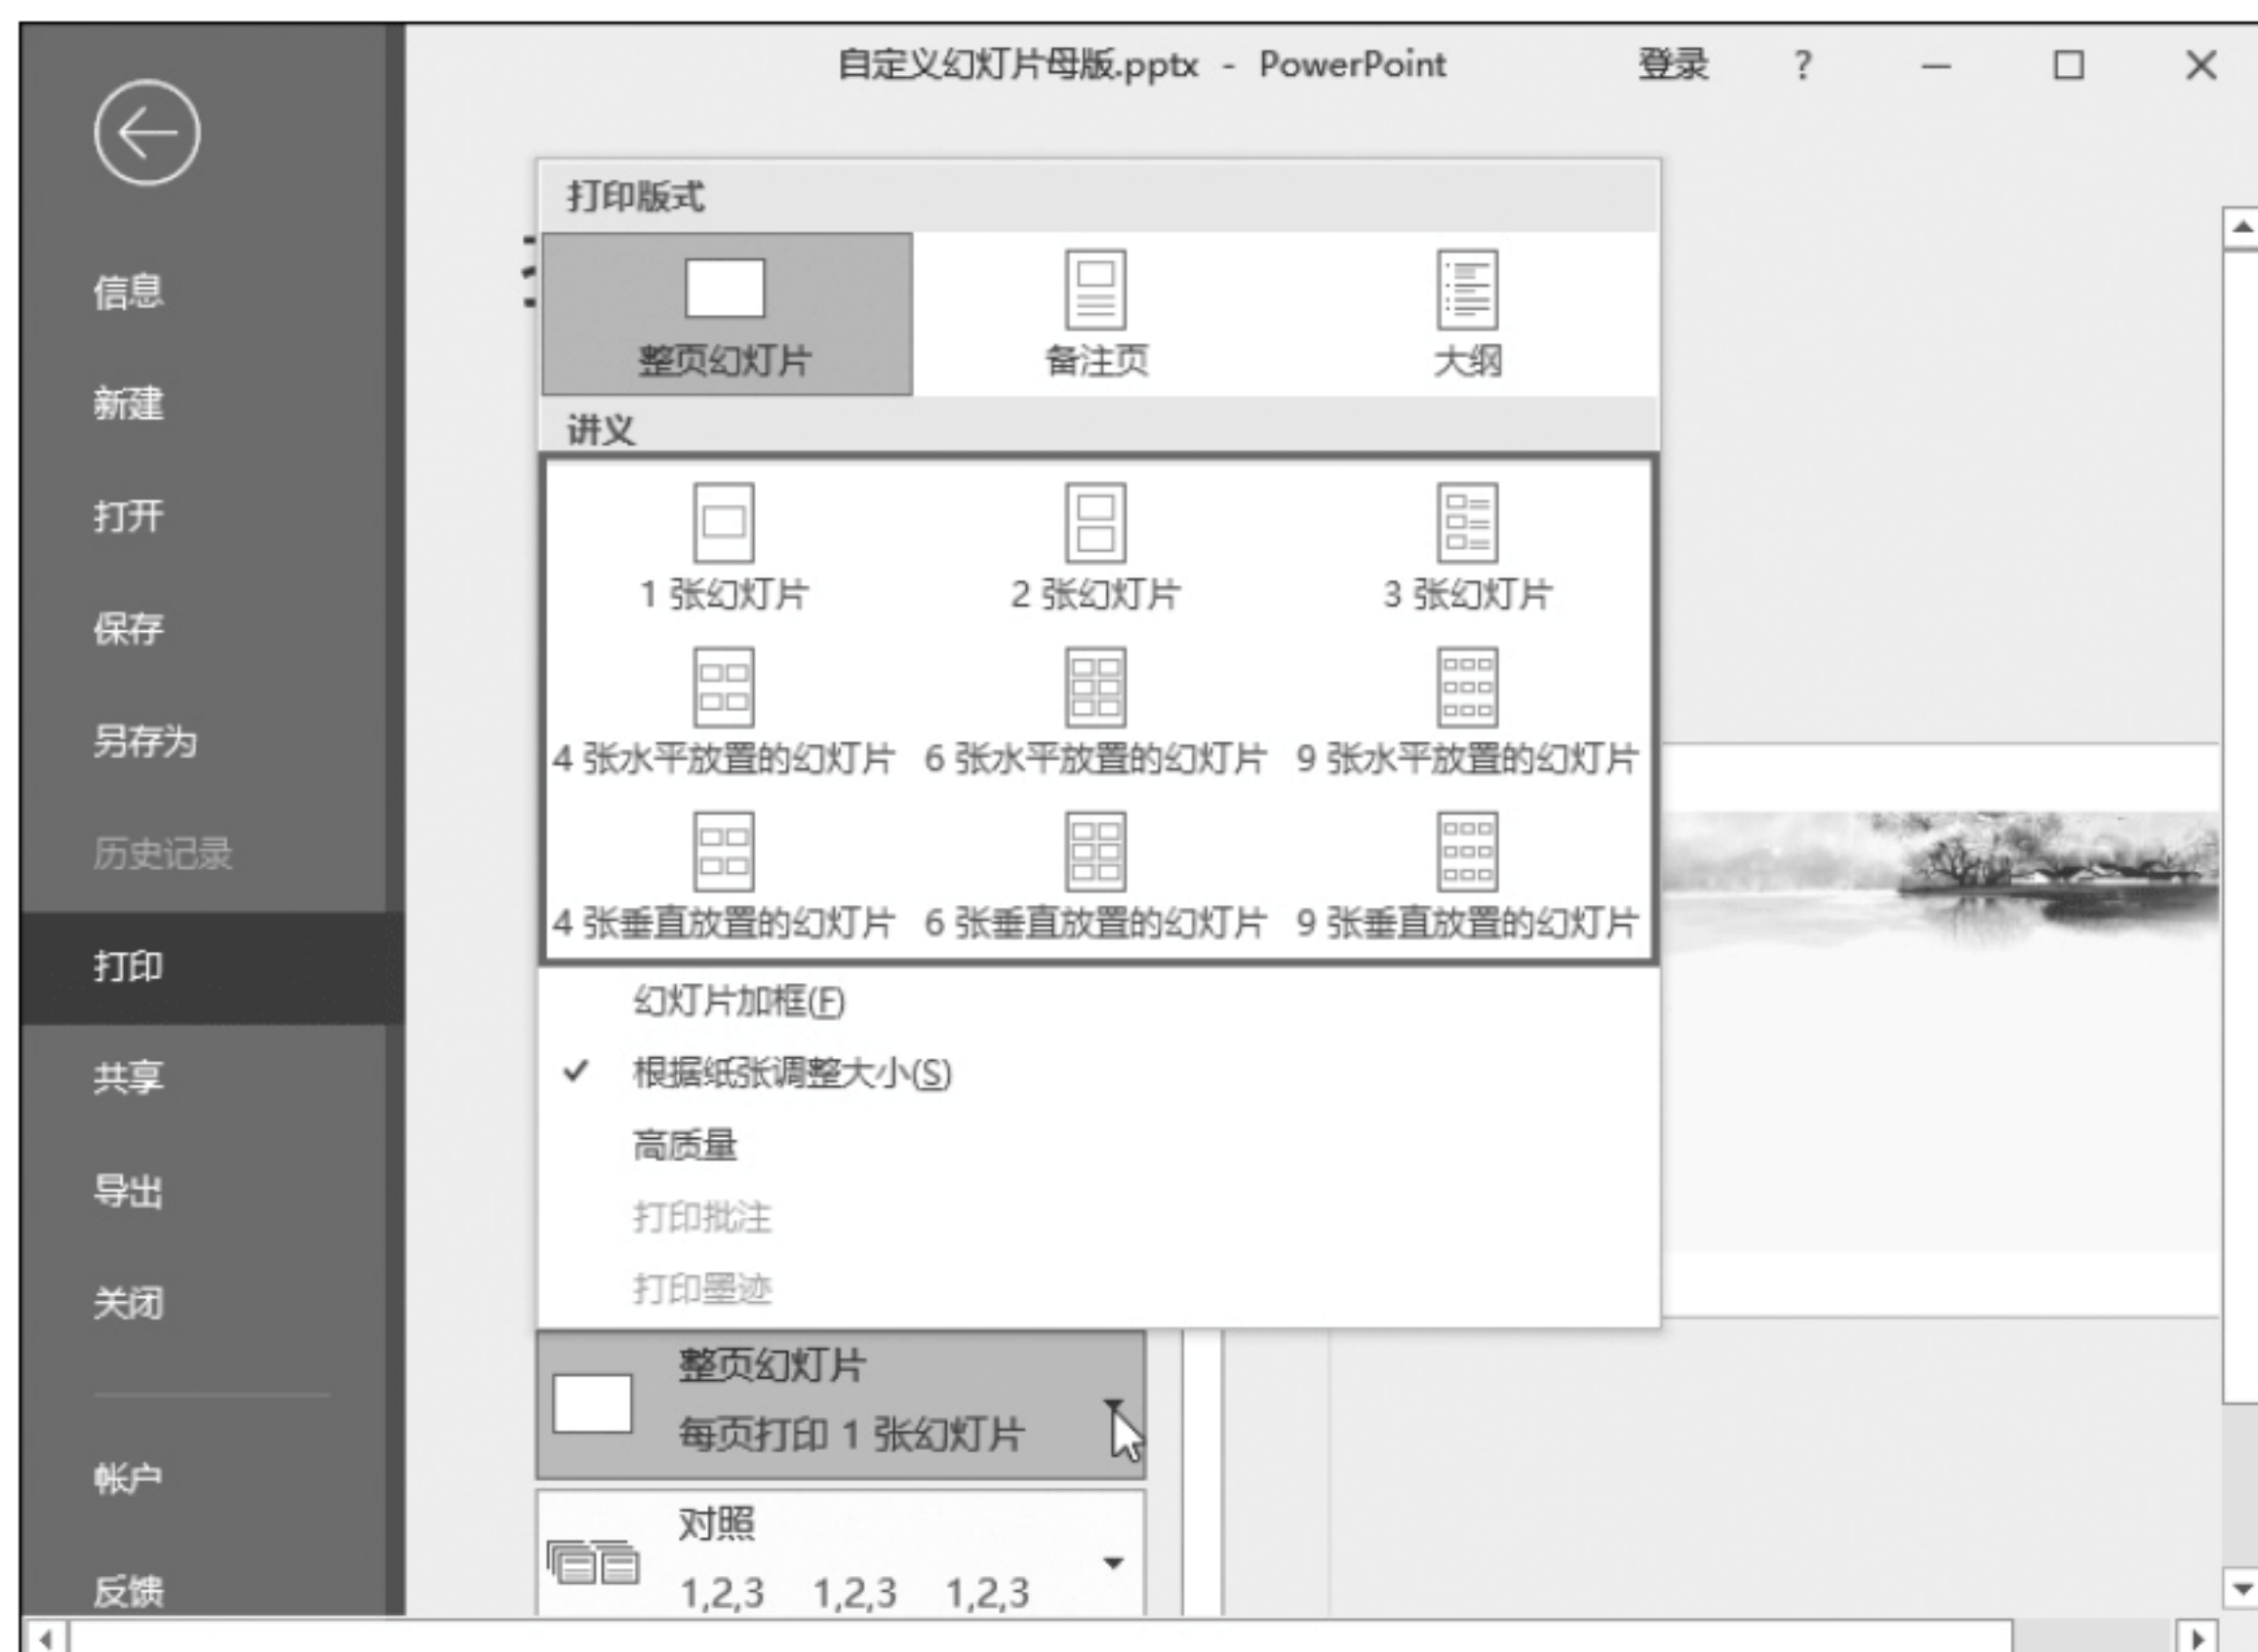 自定义幻灯片母版.pptx - PowerPoint 登录 ?
信息
新建
打开
保存
另存为
历史记录
打印
共享
导出
关闭
帐户
反馈
打印版式
整页幻灯片 备注页 大纲
讲义
1 张幻灯片 2 张幻灯片 3 张幻灯片
4 张水平放置的幻灯片 6 张水平放置的幻灯片 9 张水平放置的幻灯片
4 张垂直放置的幻灯片 6 张垂直放置的幻灯片 9 张垂直放置的幻灯片
幻灯片加框(F)
根据纸张调整大小(S)
高质量
打印批注
打印墨迹
整页幻灯片
每页打印 1 张幻灯片
对照
1,2,3 1,2,3 1,2,3